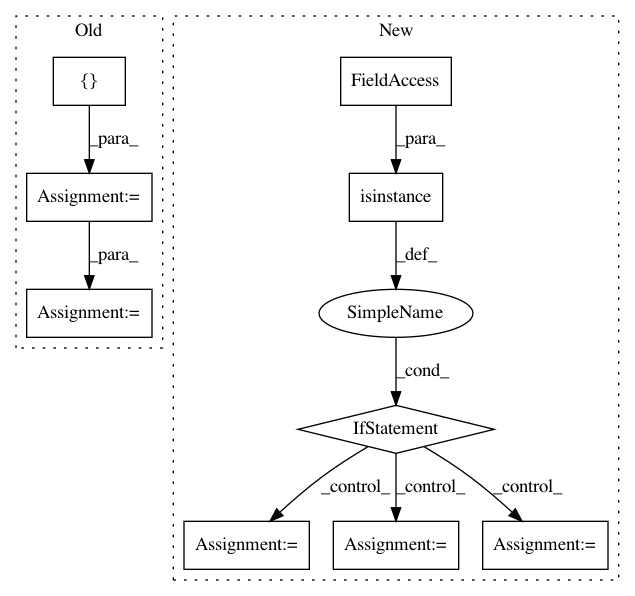 Old
New
{}
FieldAccess
_para_
_para_
Assignment:=
isinstance
_para_
_def_
Assignment:=
SimpleName
_cond_
IfStatement
_control_
_control_
_control_
Assignment:=
Assignment:=
Assignment:=